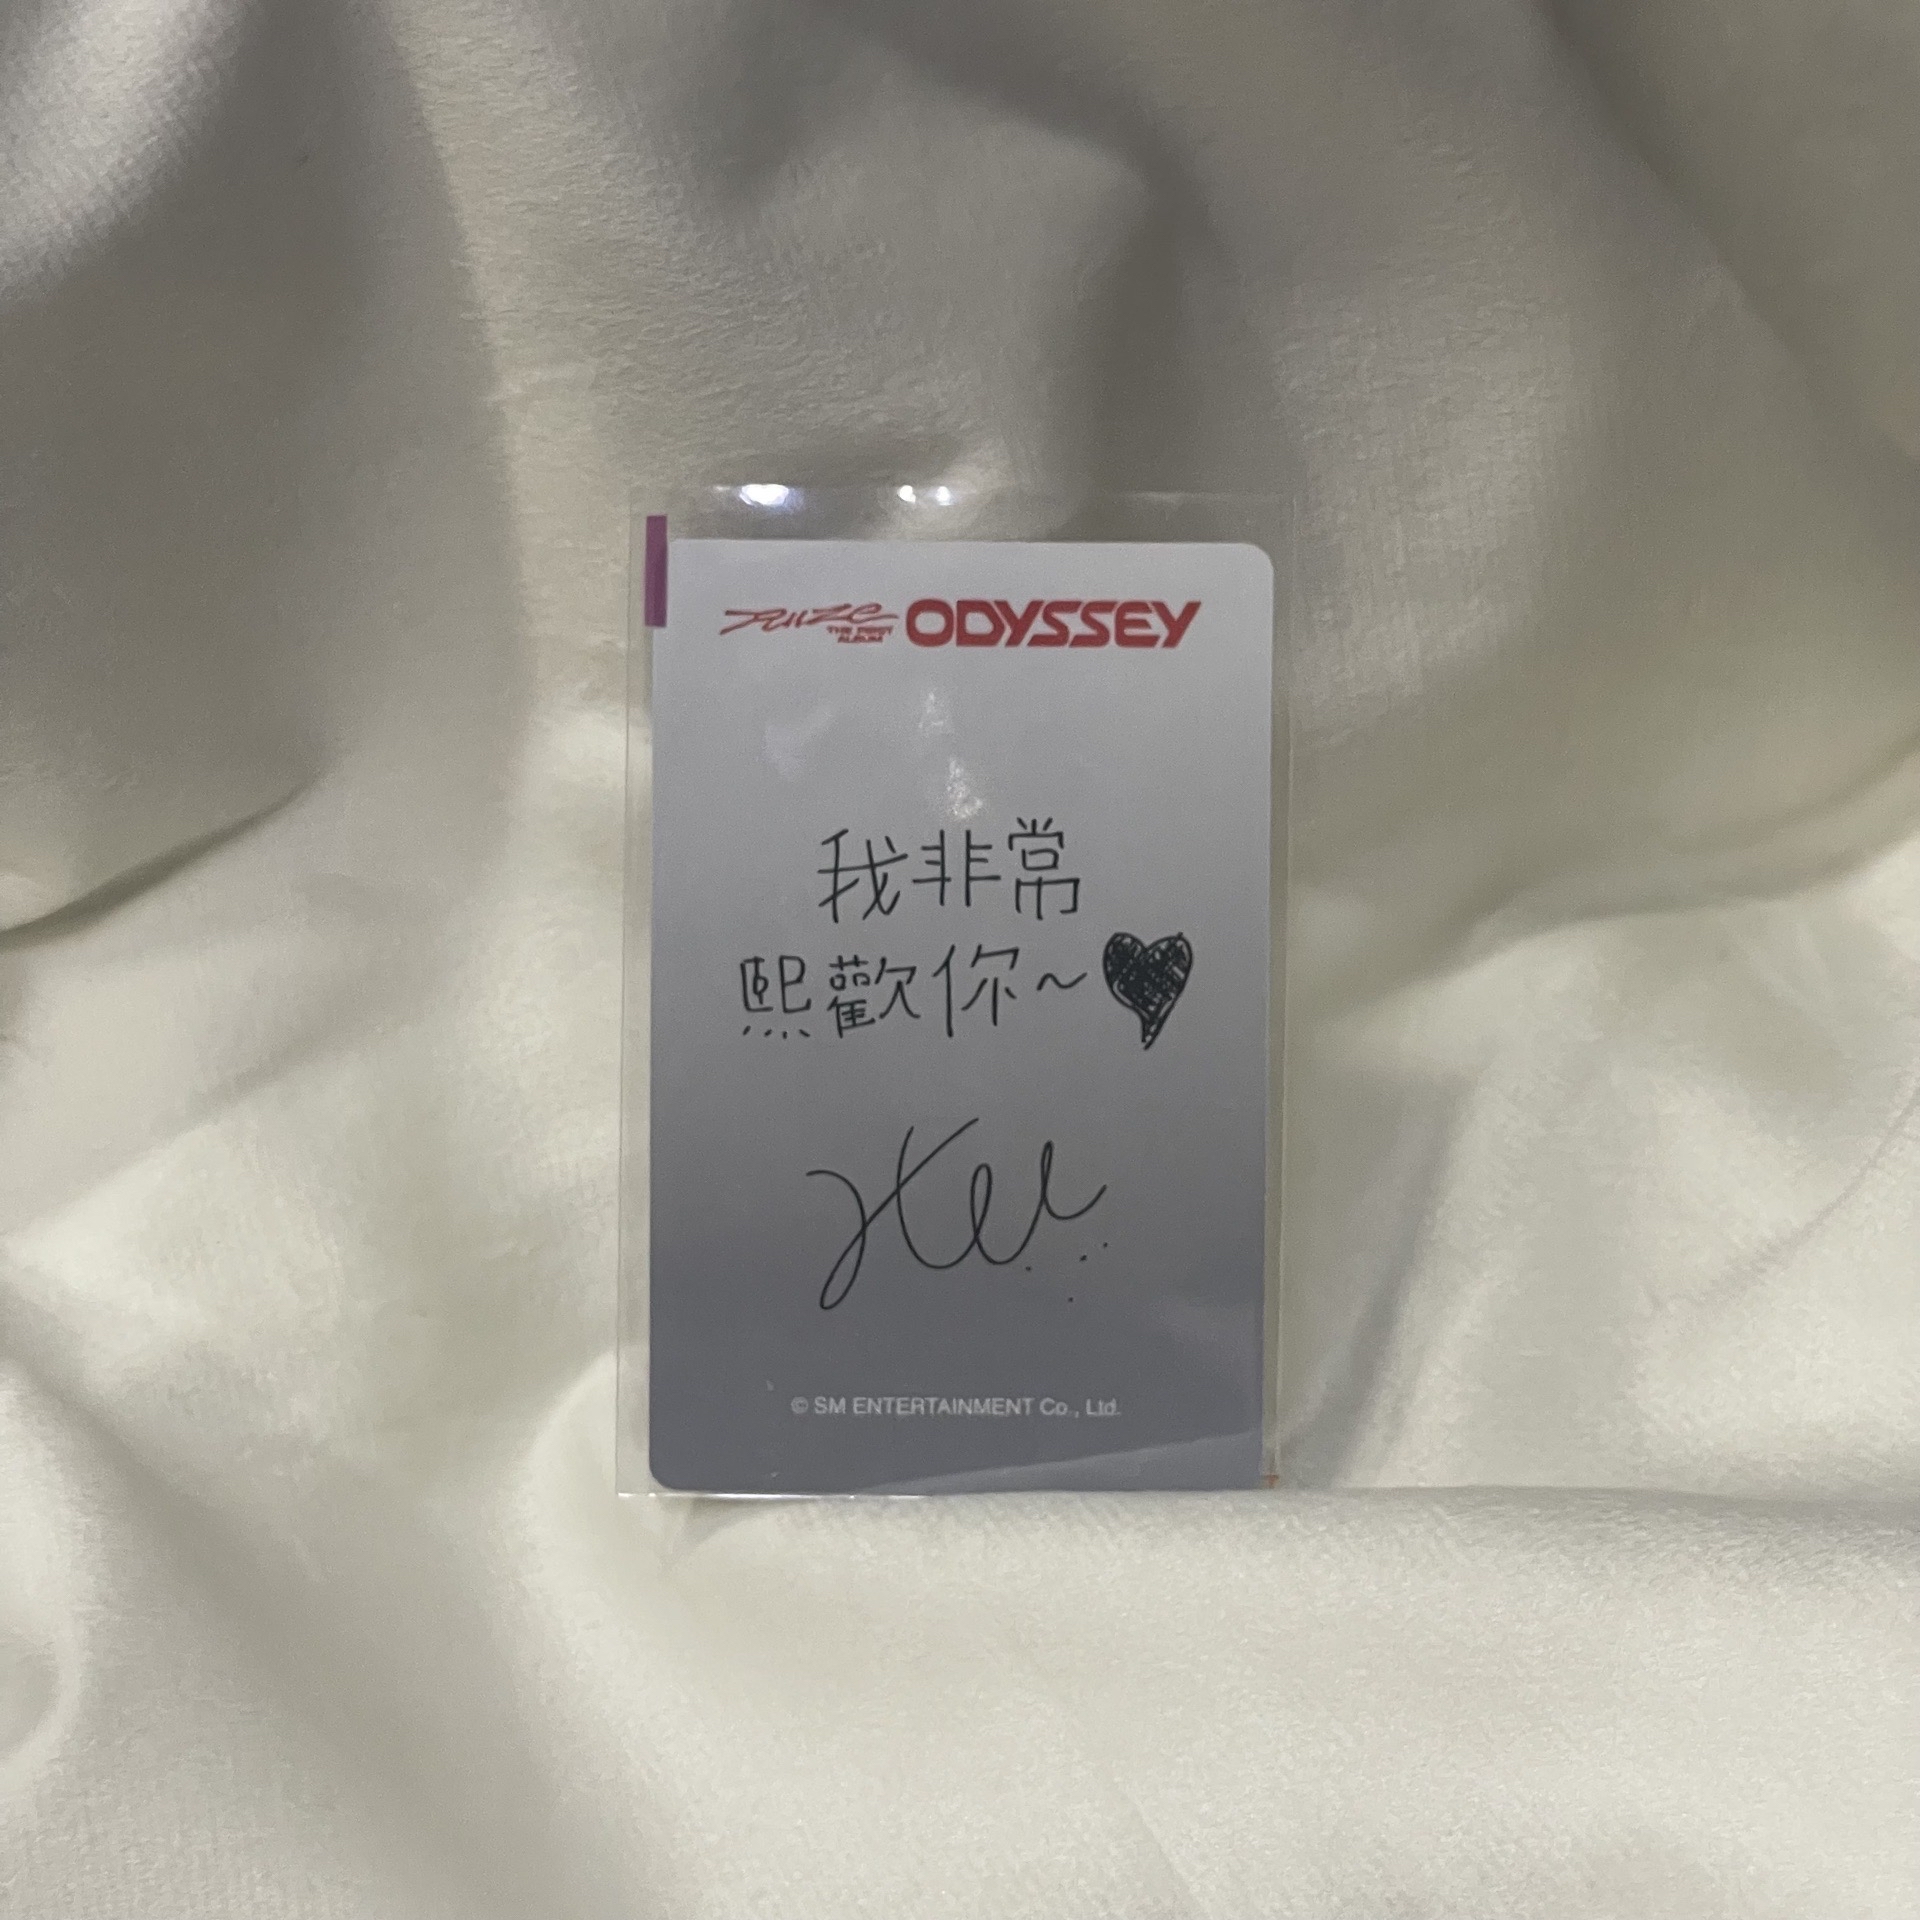 RIIZE THE FIRST ALBUM ODYSSEY
我非常
熙歡你~♥
© SM ENTERTAINMENT Co., Ltd.